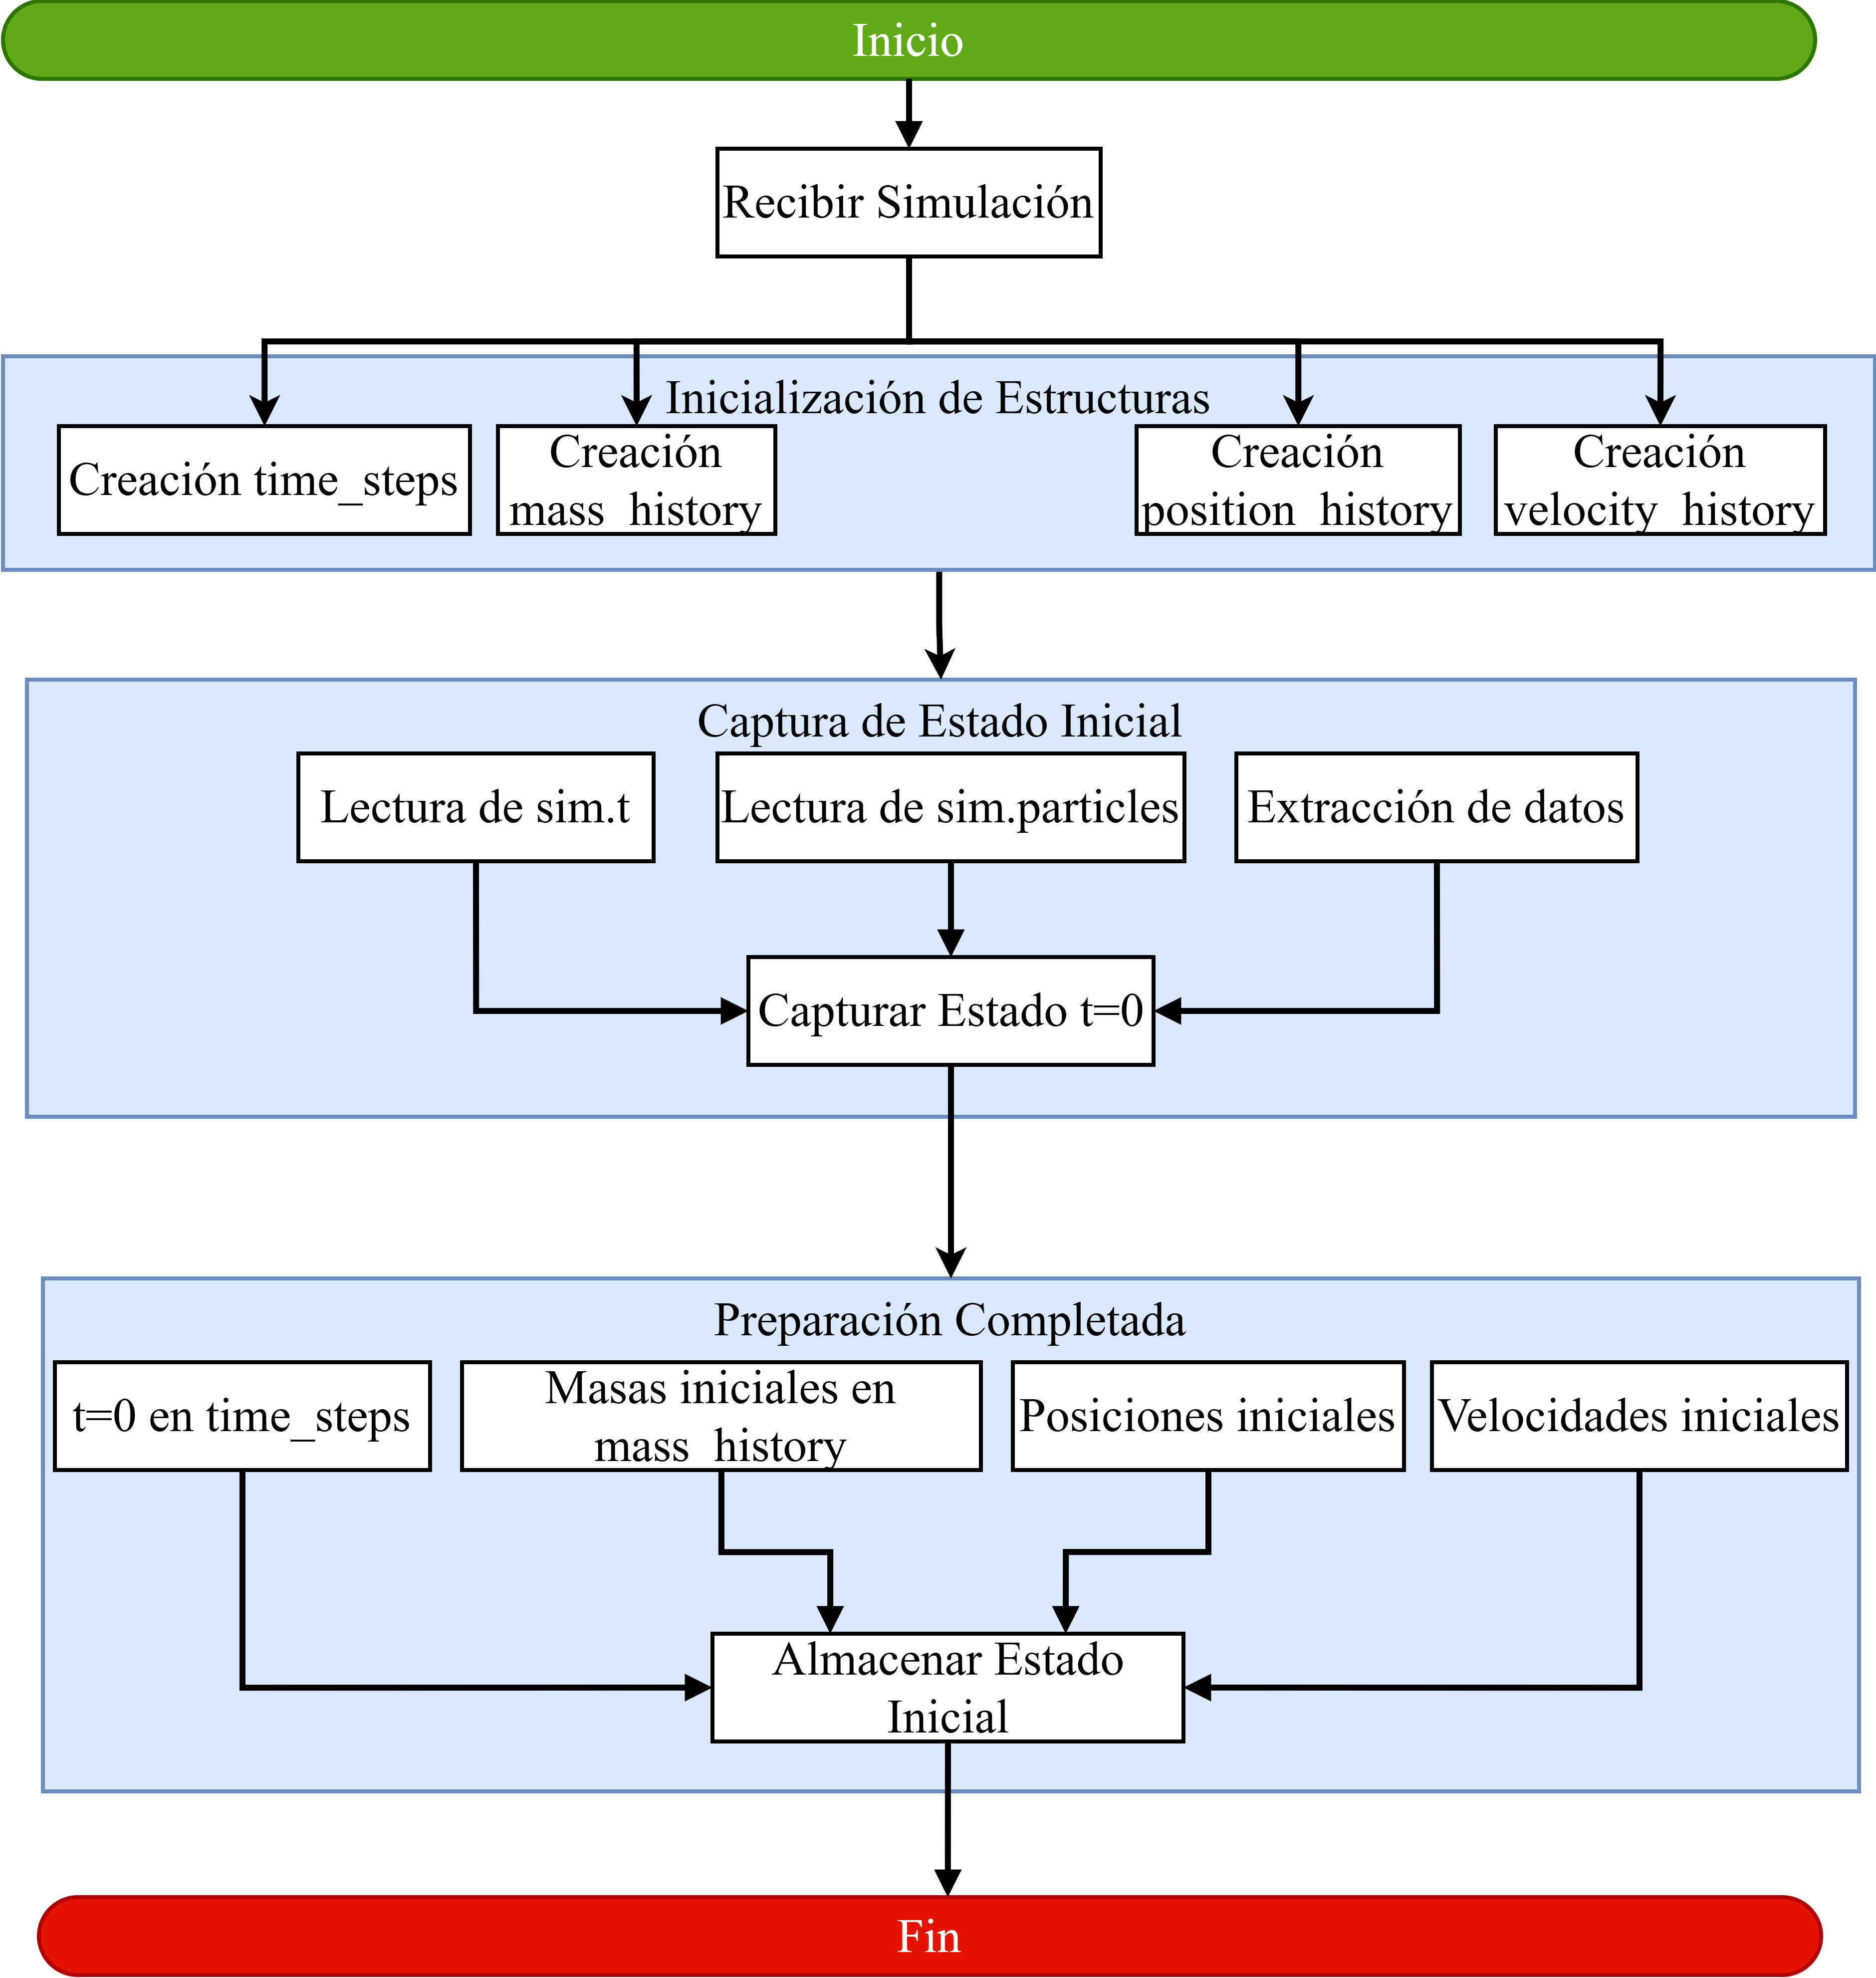 Inicio
Recibir Simulación
Inicialización de Estructuras
Creación time_steps
Creación
mass_history
Creación
position_history
Creación
velocity_history
Captura de Estado Inicial
Lectura de sim.t
Lectura de sim.particles
Extracción de datos
Capturar Estado t=0
Preparación Completada
t=0 en time_steps
Masas iniciales en
mass_history
Posiciones iniciales
Velocidades iniciales
Almacenar Estado
Inicial
Fin